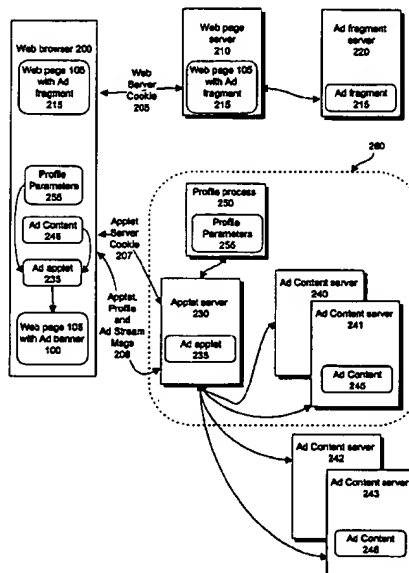 Web browser 200
Web page 105
with Ad
fragment
215
Profile
Parameters
255
Ad Content
246
Ad applet
235
Web page 105
with Ad banner
100
Web
Server
Cookie
205
Applet
Server
Cookie
207
Applet,
Profile
and
Ad Stream
Msgs
208
Web page
server
210
Web page 105
with Ad
fragment
215
Ad fragment
server
220
Ad fragment
215
260
Profile process
250
Profile
Parameters
255
Applet server
230
Ad applet
235
Ad Content server
240
Ad Content server
241
Ad Content
245
Ad Content server
242
Ad Content server
243
Ad Content
246